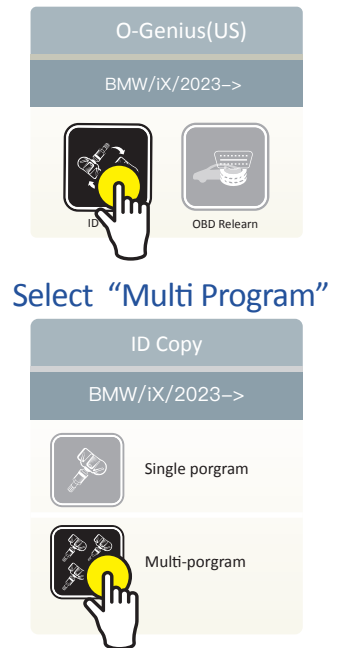 O-Genius(US)
BMW/iX/2023->
ID
OBD Relearn
Select “Multi Program”
ID Copy
BMW/iX/2023->
Single porgram
Multi-porgram